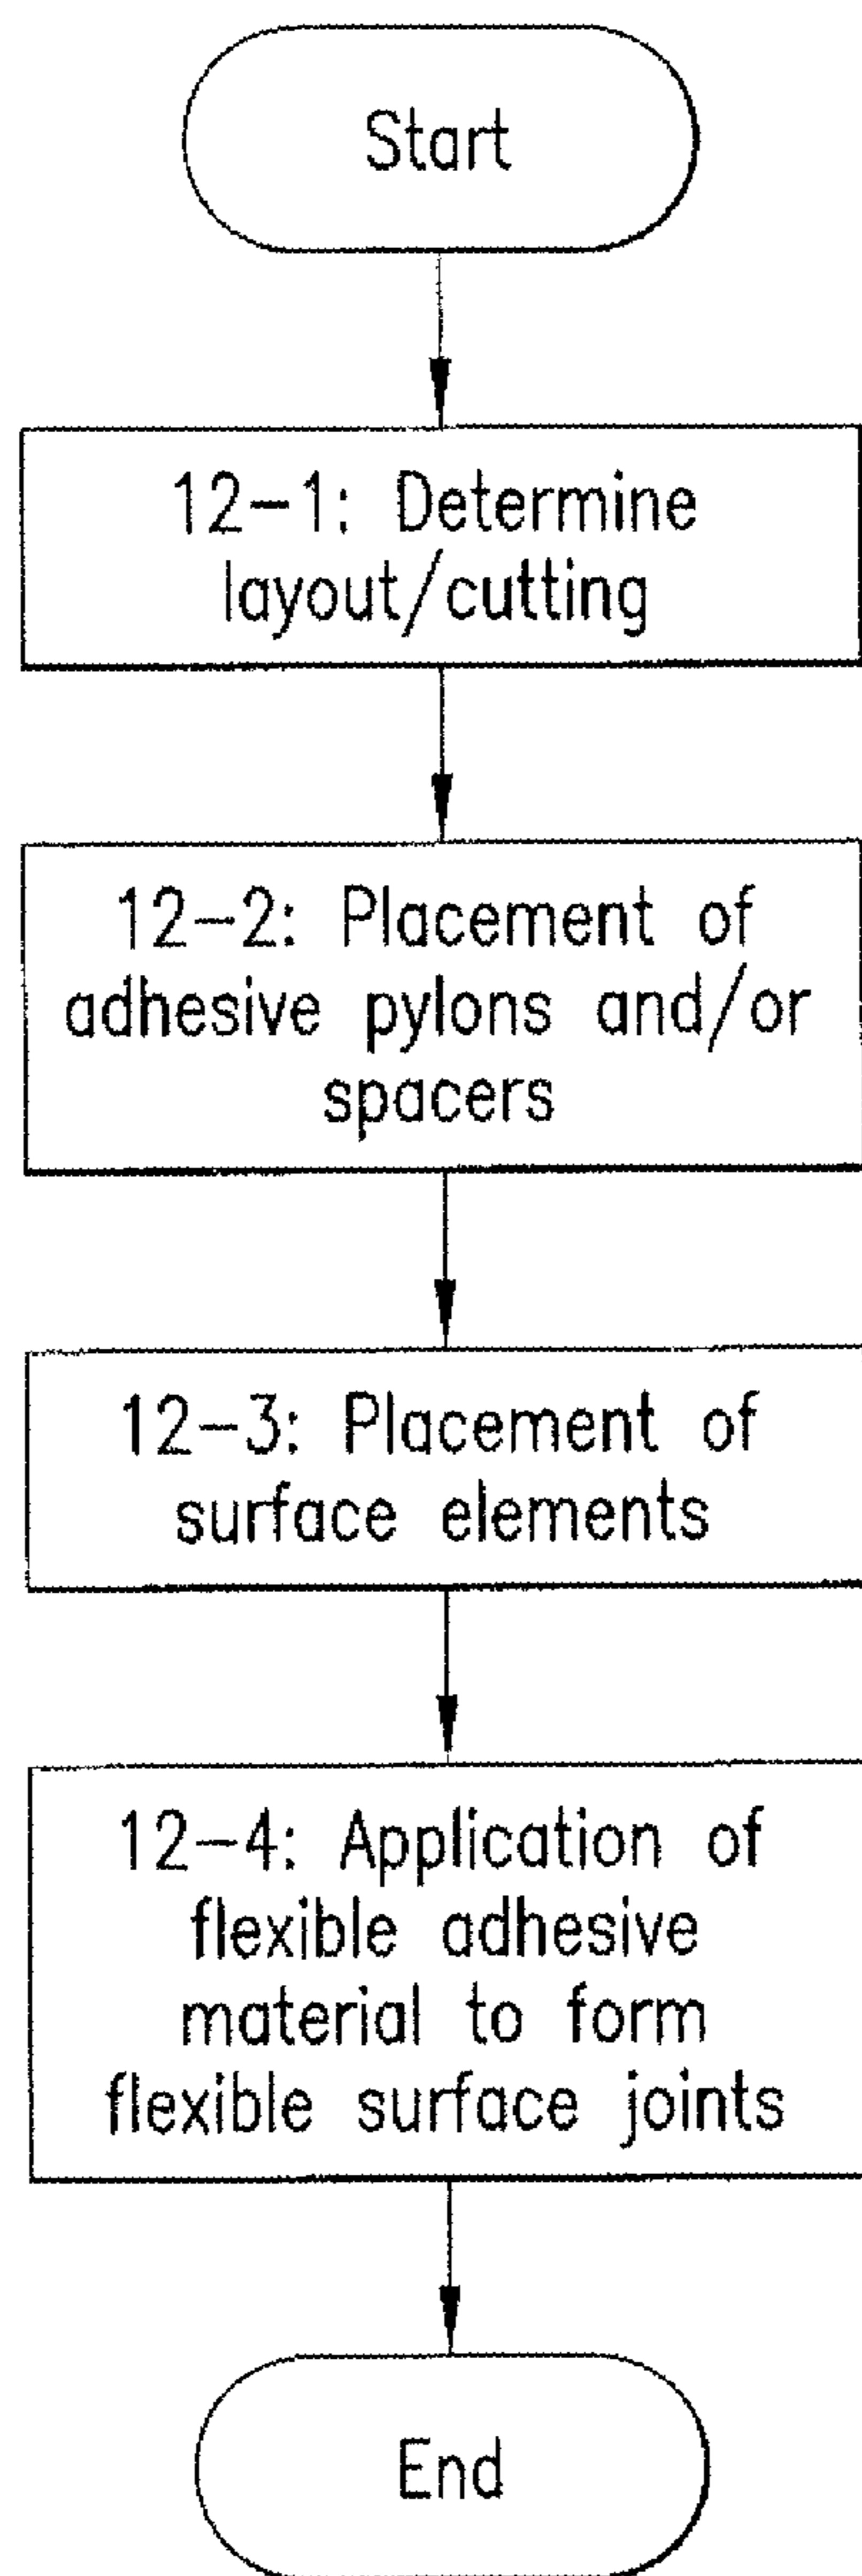 Start
12-1: Determine
layout/cutting
12-2: Placement of
adhesive pylons and/or
spacers
12-3: Placement of
surface elements
12-4: Application of
flexible adhesive
material to form
flexible surface joints
End